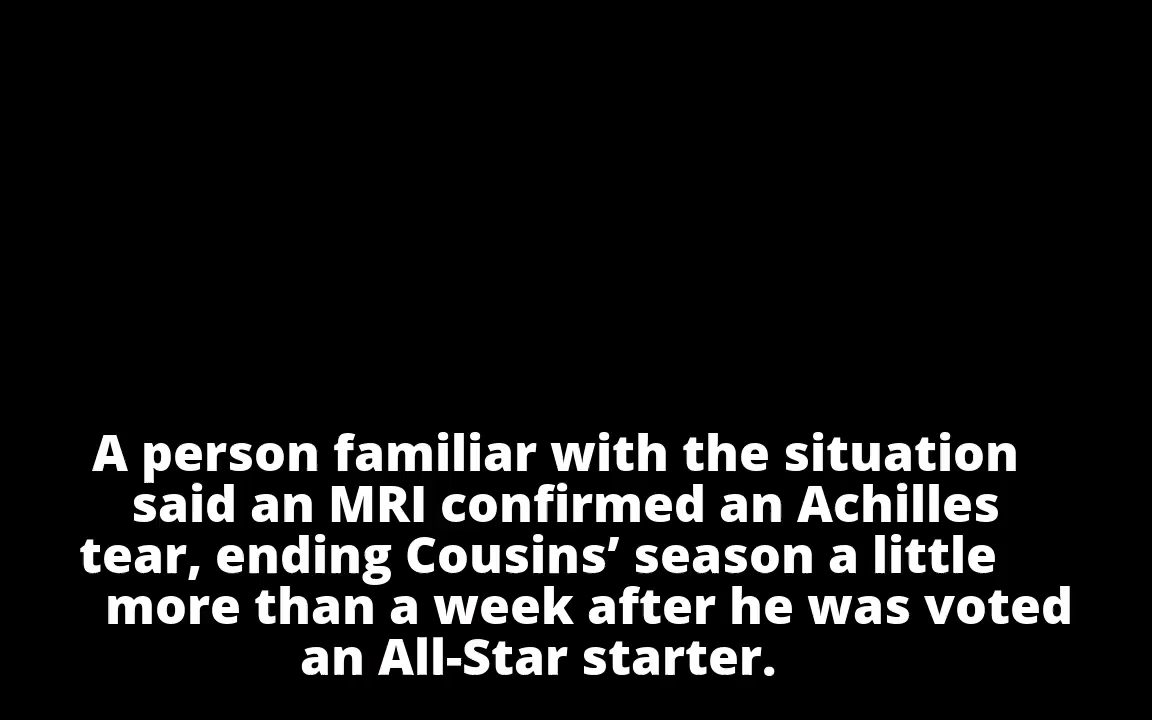 A person familiar with the situation
said an MRI confirmed an Achilles
tear, ending Cousins’ season a little
more than a week after he was voted
an All-Star starter.